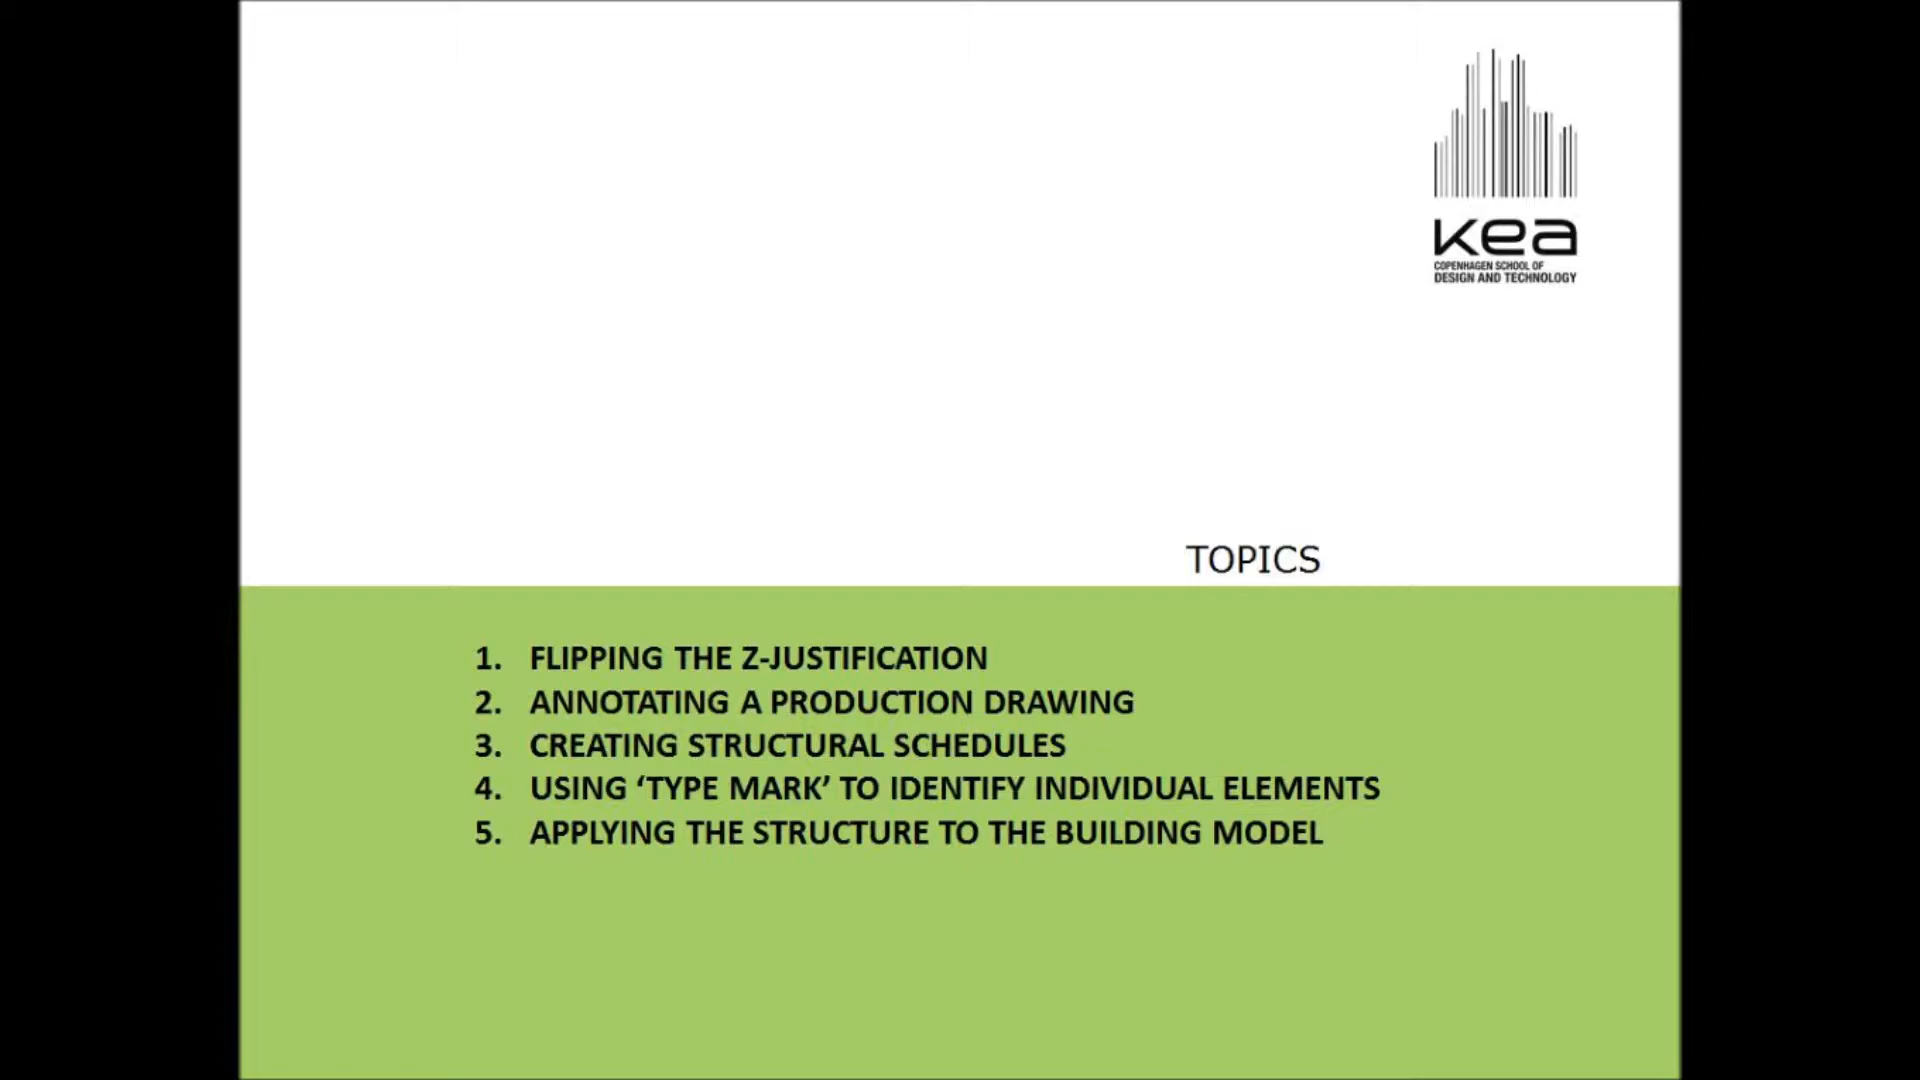 kea
COPENHAGEN SCHOOL OF
DESIGN AND TECHNOLOGY
TOPICS
1. FLIPPING THE Z-JUSTIFICATION
2. ANNOTATING A PRODUCTION DRAWING
3. CREATING STRUCTURAL SCHEDULES
4. USING ‘TYPE MARK’ TO IDENTIFY INDIVIDUAL ELEMENTS
5. APPLYING THE STRUCTURE TO THE BUILDING MODEL